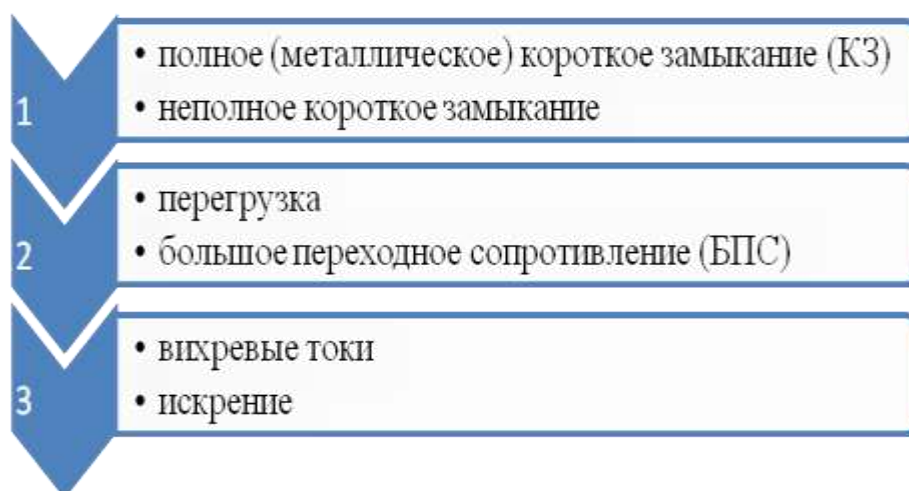 1
• полное (металлическое) короткое замыкание (КЗ)
• неполное короткое замыкание
2
• перегрузка
• большое переходное сопротивление (БПС)
3
• вихревые токи
• искрение